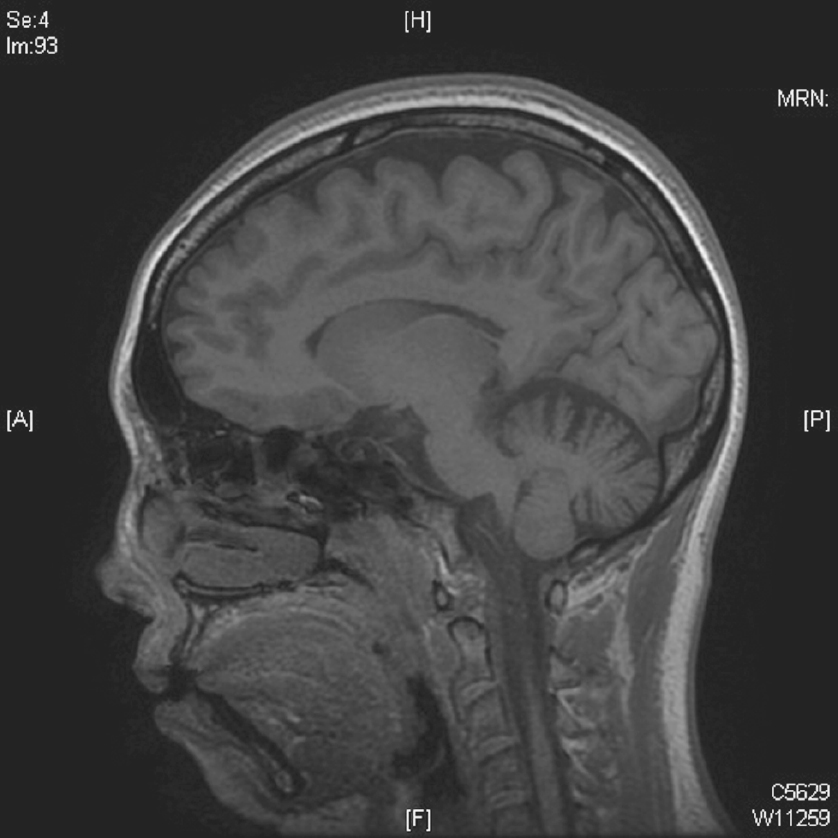 Se:4
Im:93
[H]
MRN:
[A]
[P]
[F]
C5629
W11259